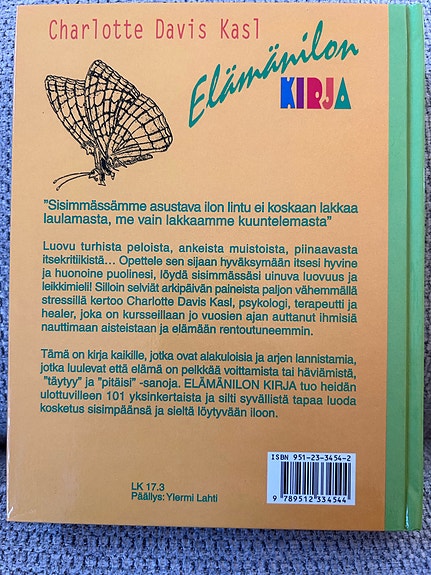 Charlotte Davis Kasl
Elämänilon
KIRJA
"Sisimmässämme asustava ilon lintu ei koskaan lakkaa
laulamasta, me vain lakkaamme kuuntelemasta"
Luovu turhista peloista, ankeista muistoista, piinaavasta
itsekritiikistä... Opettele sen sijaan hyväksymään itsesi hyvine
ja huonoine puolinesi, löydä sisimmässäsi uinuva luovuus ja
leikkimieli! Silloin selviät arkipäivän paineista paljon vähemmällä
stressillä kertoo Charlotte Davis Kasl, psykologi, terapeutti ja
healer, joka on kursseillaan jo vuosien ajan auttanut ihmisiä
nauttimaan aisteistaan ja elämään rentoutuneemmin.
Tämä on kirja kaikille, jotka ovat alakuloisia ja arjen lannistamia,
jotka luulevat että elämä on pelkkää voittamista tai häviämistä,
"täytyy" ja "pitäisi" -sanoja. ELÄMÄNILON KIRJA tuo heidän
ulottuvilleen 101 yksinkertaista ja silti syvällistä tapaa luoda
kosketus sisimpäänsä ja sieltä löytyvään iloon.
ISBN 951-23-3454-2
9 789512 334544
LK 17.3
Päällys: Ylermi Lahti